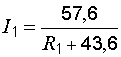 I₁ = 57,6 / (R₁ + 43,6)